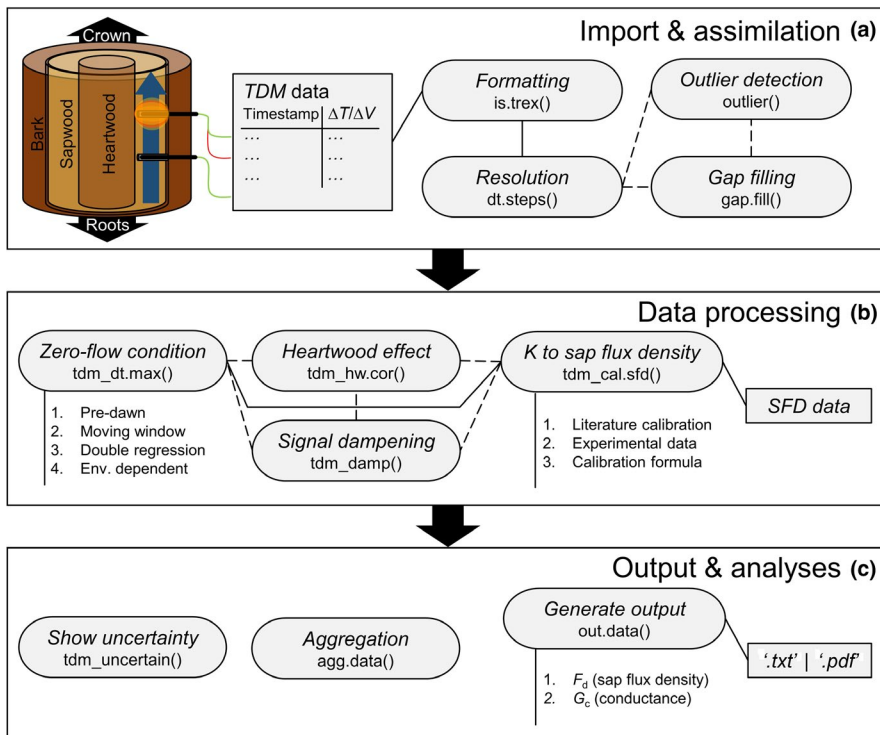 Import & assimilation (a)
Crown
Bark
Sapwood
Heartwood
Roots
TDM data
Timestamp ΔT/ΔV
... ...
... ...
... ...
Formatting
is.trex()
Outlier detection
outlier()
Resolution
dt.steps()
Gap filling
gap.fill()
Data processing (b)
Zero-flow condition
tdm_dt.max()
Heartwood effect
tdm_hw.cor()
K to sap flux density
tdm_cal.sfd()
SFD data
1. Pre-dawn
2. Moving window
3. Double regression
4. Env. dependent
Signal dampening
tdm_damp()
1. Literature calibration
2. Experimental data
3. Calibration formula
Output & analyses (c)
Show uncertainty
tdm_uncertain()
Aggregation
agg.data()
Generate output
out.data()
'.txt' | '.pdf'
1. Fd (sap flux density)
2. Gc (conductance)